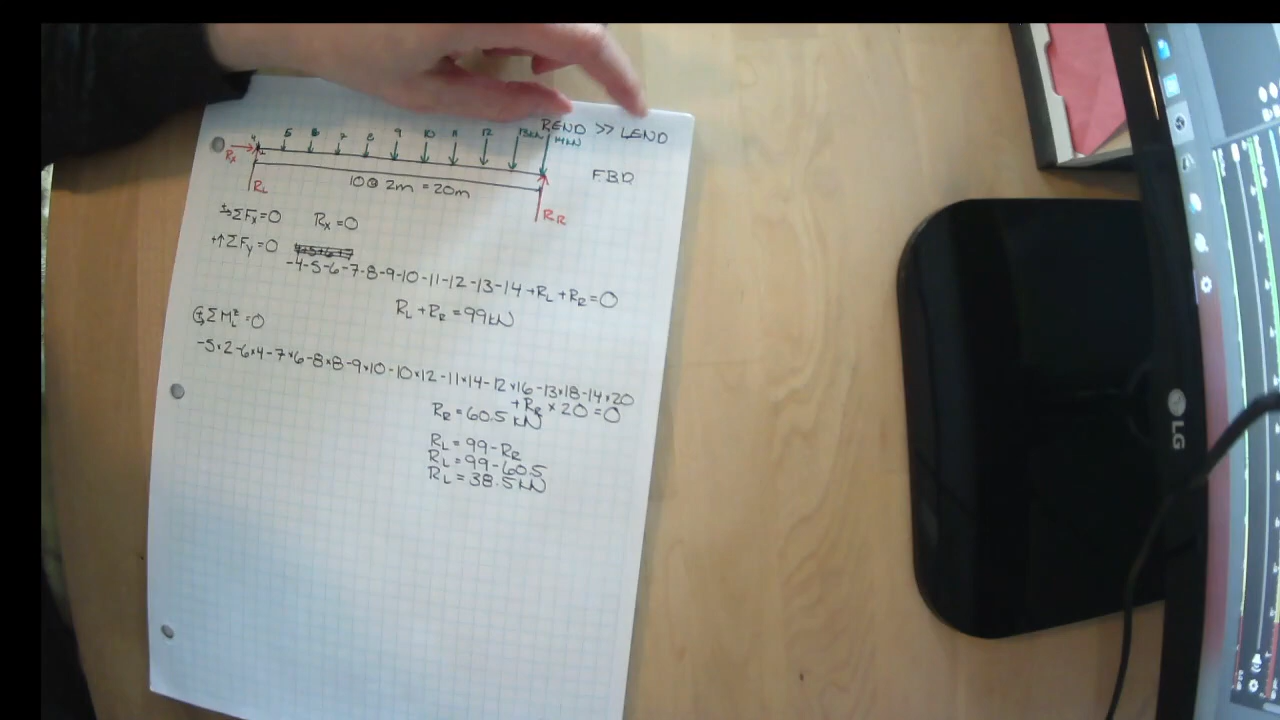 REND >> LEND
4 5 6 7 8 9 10 11 12 13kN 14kN
Rx
FBD
10@ 2m = 20m
RL
RR
+→ΣFx=0 Rx=0
+↑ΣFy=0
-4-5-6-7-8-9-10-11-12-13-14+RL+RR=0
RL+RR=99kN
ΣML=0
-5×2-6×4-7×6-8×8-9×10-10×12-11×14-12×16-13×18-14×20
+RR×20=0
RR=60.5 kN
RL=99-RR
RL=99-60.5
RL=38.5kN
LG